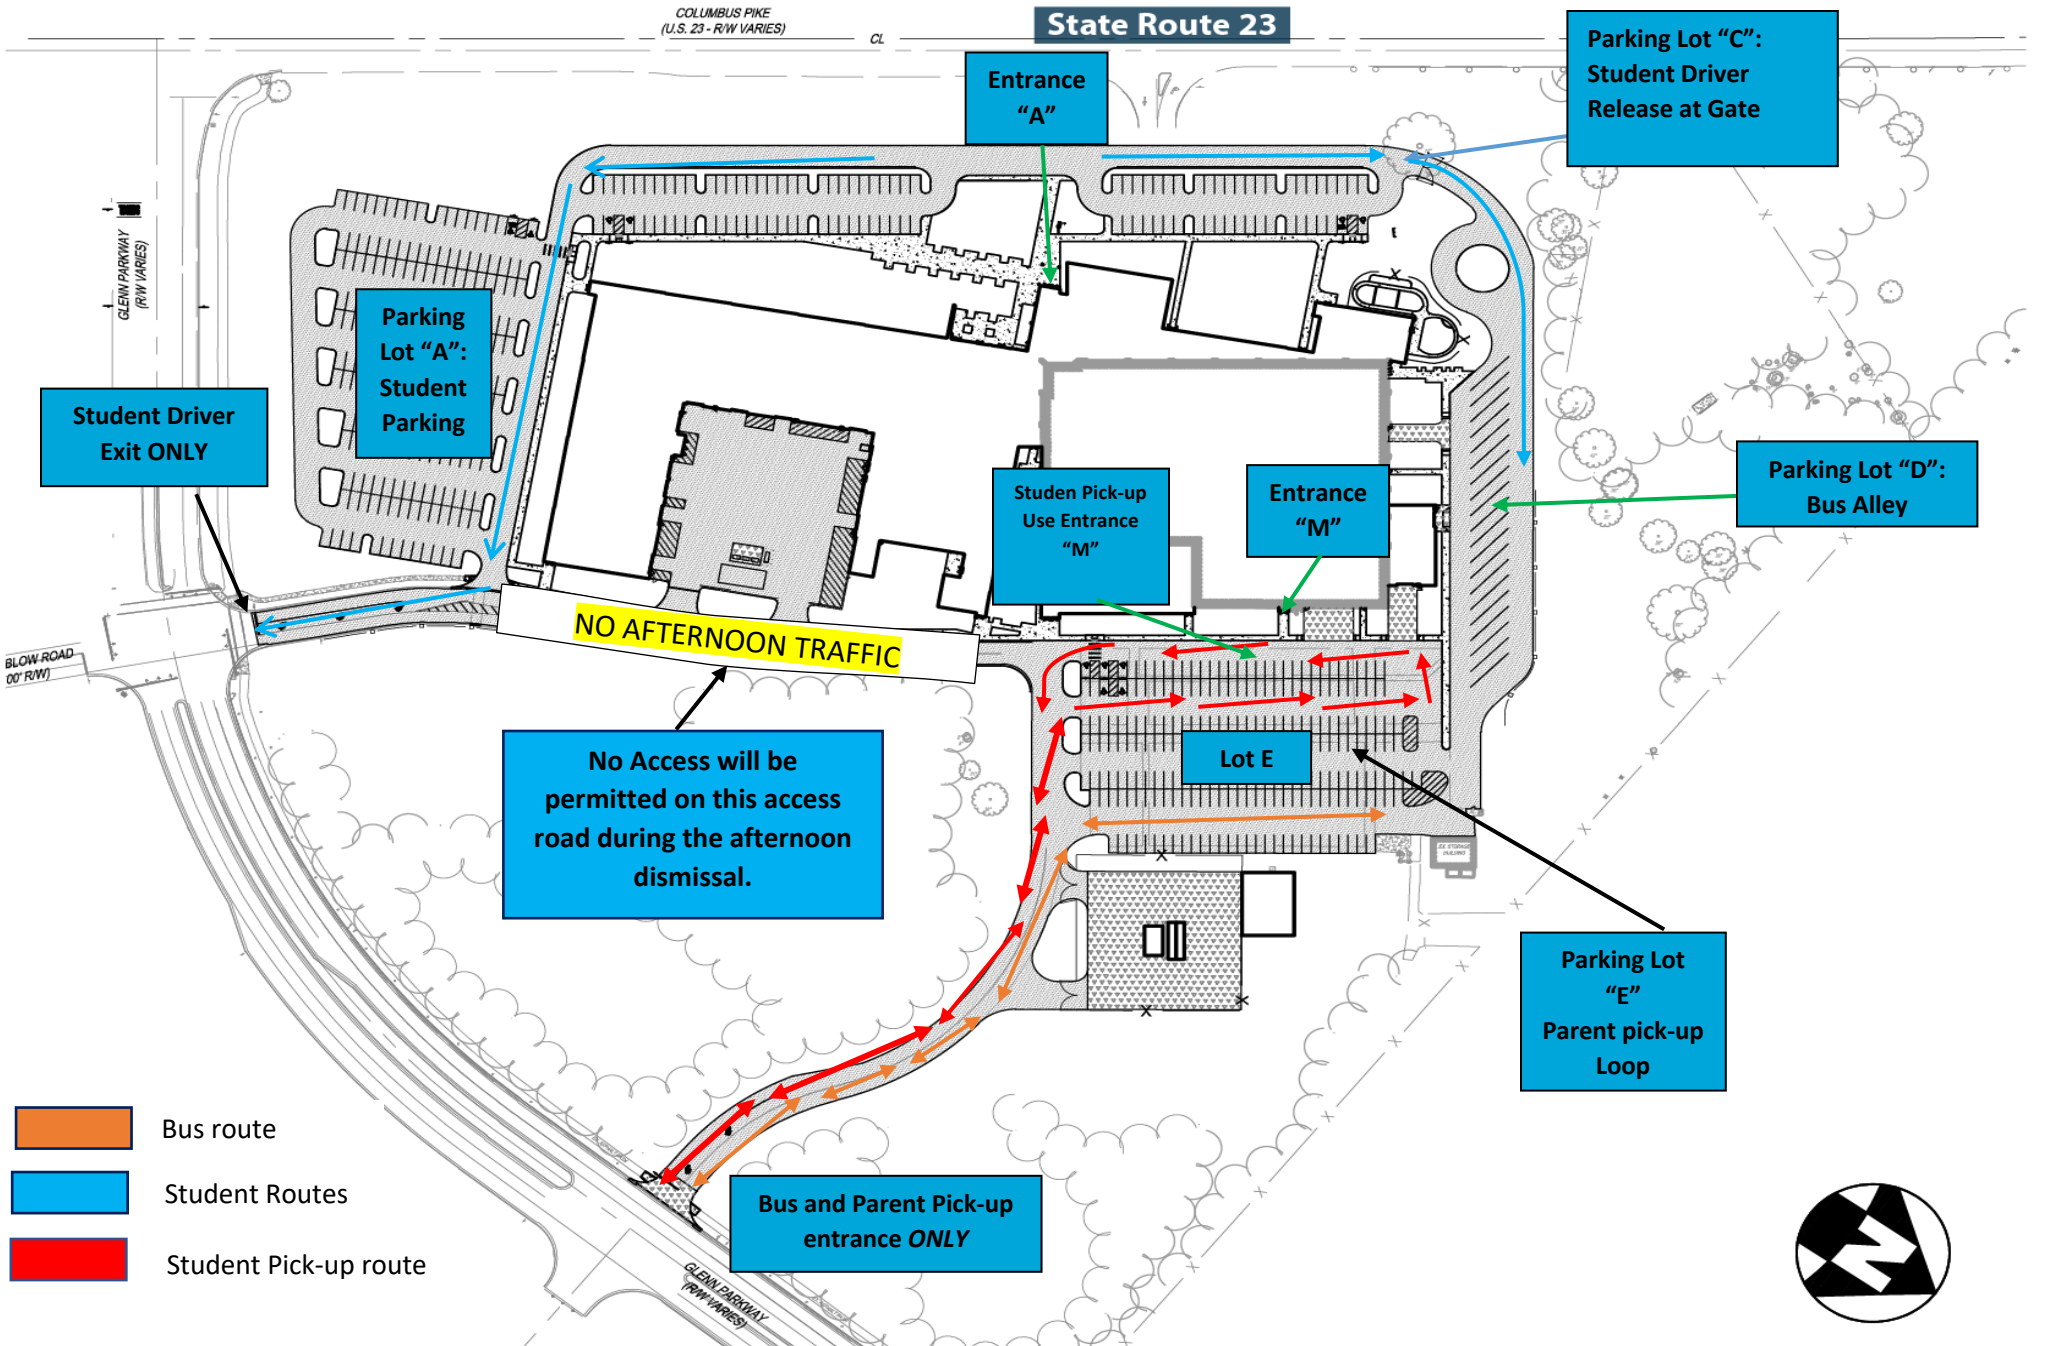 COLUMBUS PIKE
(U.S. 23 - R/W VARIES)
CL
State Route 23
Parking Lot “C”:
Student Driver
Release at Gate
Entrance
“A”
GLENN PARKWAY
(R/W VARIES)
Parking
Lot “A”:
Student
Parking
Student Driver
Exit ONLY
Studen Pick-up
Use Entrance
“M”
Entrance
“M”
Parking Lot “D”:
Bus Alley
NO AFTERNOON TRAFFIC
BLOW ROAD
00' R/W)
No Access will be
permitted on this access
road during the afternoon
dismissal.
Lot E
Parking Lot
“E”
Parent pick-up
Loop
Bus route
Student Routes
Student Pick-up route
Bus and Parent Pick-up
entrance ONLY
GLENN PARKWAY
(R/W VARIES)
N